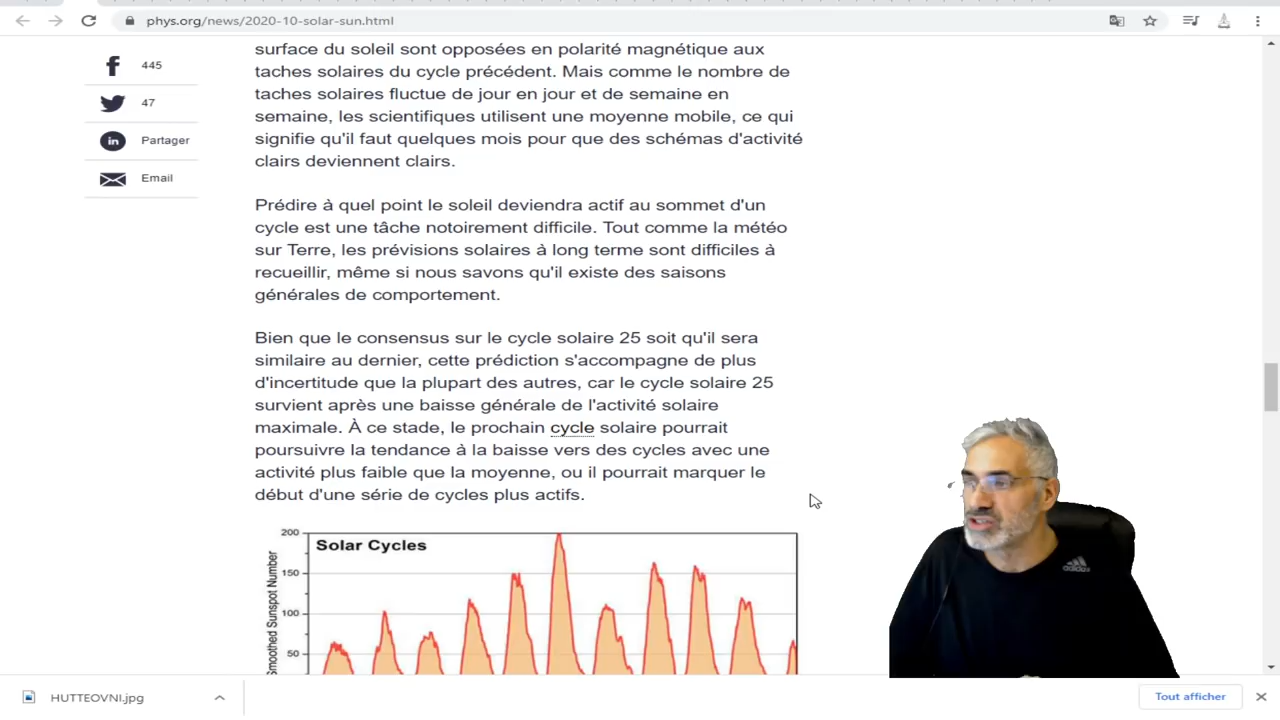 phys.org/news/2020-10-solar-sun.html
surface du soleil sont opposées en polarité magnétique aux
taches solaires du cycle précédent. Mais comme le nombre de
taches solaires fluctue de jour en jour et de semaine en
semaine, les scientifiques utilisent une moyenne mobile, ce qui
signifie qu'il faut quelques mois pour que des schémas d'activité
clairs deviennent clairs.
445
47
Partager
Email
Prédire à quel point le soleil deviendra actif au sommet d'un
cycle est une tâche notoirement difficile. Tout comme la météo
sur Terre, les prévisions solaires à long terme sont difficiles à
recueillir, même si nous savons qu'il existe des saisons
générales de comportement.
Bien que le consensus sur le cycle solaire 25 soit qu'il sera
similaire au dernier, cette prédiction s'accompagne de plus
d'incertitude que la plupart des autres, car le cycle solaire 25
survient après une baisse générale de l'activité solaire
maximale. À ce stade, le prochain cycle solaire pourrait
poursuivre la tendance à la baisse vers des cycles avec une
activité plus faible que la moyenne, ou il pourrait marquer le
début d'une série de cycles plus actifs.
Solar Cycles
Smoothed Sunspot Number
200
150
100
50
adidas
HUTTEOVNI.jpg
Tout afficher